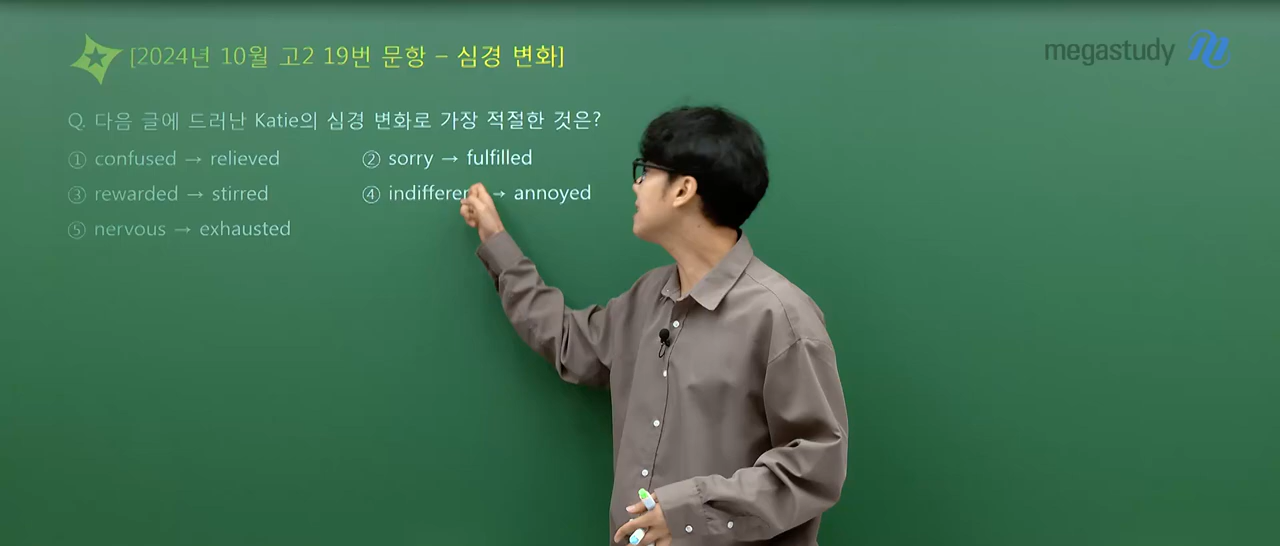 [2024년 10월 고2 19번 문항 – 심경 변화]
megastudy
Q. 다음 글에 드러난 Katie의 심경 변화로 가장 적절한 것은?
① confused → relieved ② sorry → fulfilled
③ rewarded → stirred ④ → annoyed
⑤ nervous → exhausted